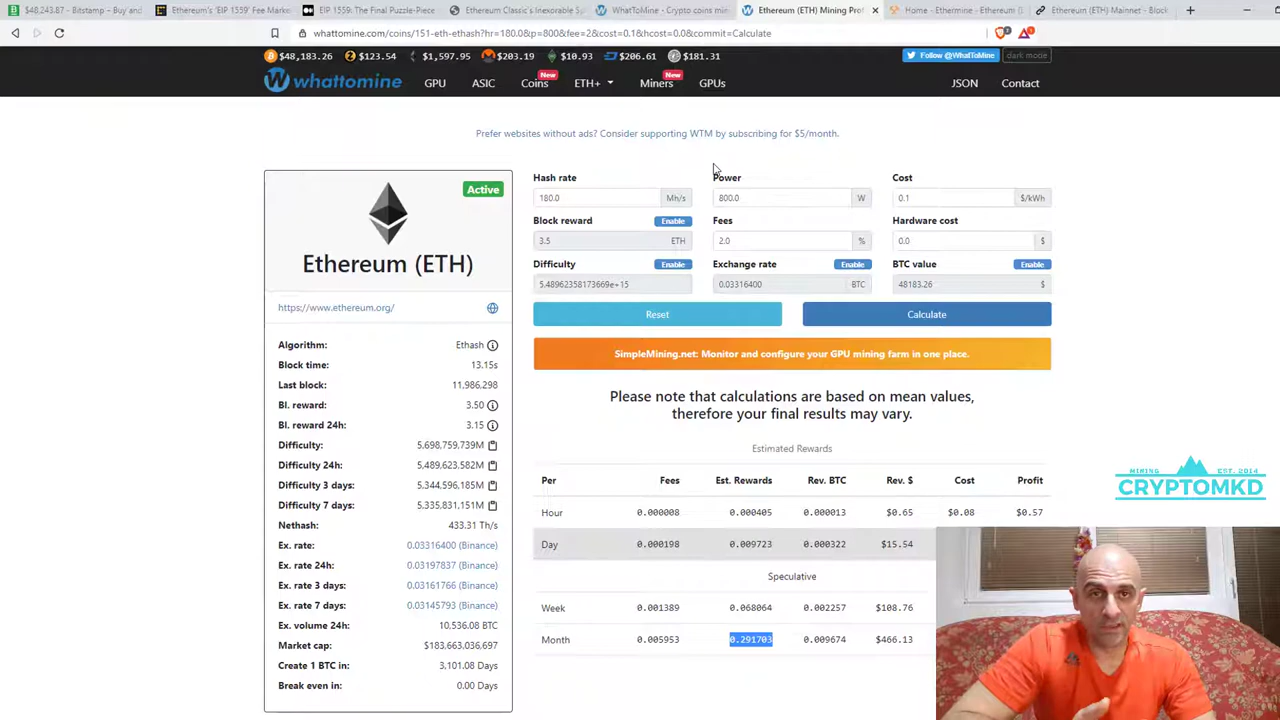 $48,243.87 – Bitstamp – Buy and
Ethereum's 'EIP 1559' Fee Marke
EIP 1559: The Final Puzzle-Piece
Ethereum Classic's Inexorable S
WhatToMine - Crypto coins min
Ethereum (ETH) Mining Prof
Home - Ethermine - Ethereum (
Ethereum (ETH) Mainnet - Block
whattomine.com/coins/151-eth-ethash?hr=180.0&p=800&fee=2&cost=0.1&hcost=0.0&commit=Calculate
$48,183.26 $123.54 $1,597.95 $203.19 $10.93 $206.61 $181.31
Follow @WhatToMine dark mode
whattomine GPU ASIC Coins New ETH+ Miners New GPUs JSON Contact
Prefer websites without ads? Consider supporting WTM by subscribing for $5/month.
Active
Ethereum (ETH)
https://www.ethereum.org/
Algorithm: Ethash
Block time: 13.15s
Last block: 11,986,298
Bl. reward: 3.50
Bl. reward 24h: 3.15
Difficulty: 5,698,759,739M
Difficulty 24h: 5,489,623,582M
Difficulty 3 days: 5,344,596,185M
Difficulty 7 days: 5,335,831,151M
Nethash: 433.31 Th/s
Ex. rate: 0.03316400 (Binance)
Ex. rate 24h: 0.03197837 (Binance)
Ex. rate 3 days: 0.03161766 (Binance)
Ex. rate 7 days: 0.03145793 (Binance)
Ex. volume 24h: 10,536.08 BTC
Market cap: $183,663,036,697
Create 1 BTC in: 3,101.08 Days
Break even in: 0.00 Days
Hash rate Power Cost
180.0 Mh/s 800.0 W 0.1 $/kWh
Block reward Enable Fees Hardware cost
3.5 ETH 2.0 % 0.0 $
Difficulty Enable Exchange rate Enable BTC value Enable
5.48962358173669e+15 0.03316400 BTC 48183.26 $
Reset Calculate
SimpleMining.net: Monitor and configure your GPU mining farm in one place.
Please note that calculations are based on mean values,
therefore your final results may vary.
Estimated Rewards
Per Fees Est. Rewards Rev. BTC Rev. $ Cost Profit
Hour 0.000008 0.000405 0.000013 $0.65 $0.08 $0.57
Day 0.000198 0.009723 0.000322 $15.54
Speculative
Week 0.001389 0.068064 0.002257 $108.76
Month 0.005953 0.291703 0.009674 $466.13
MINING EST. 2014
CRYPTOMKD